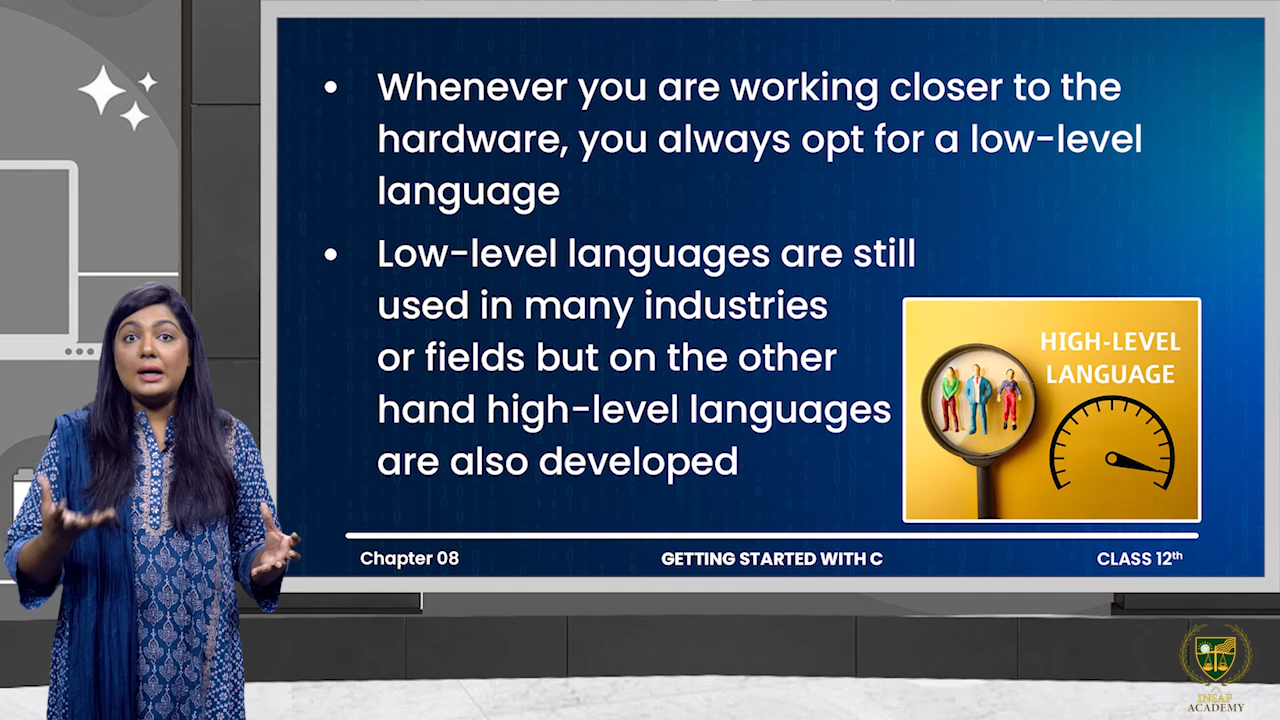 • Whenever you are working closer to the
hardware, you always opt for a low-level
language
• Low-level languages are still
used in many industries
or fields but on the other
hand high-level languages
are also developed
HIGH-LEVEL
LANGUAGE
Chapter 08
GETTING STARTED WITH C
CLASS 12th
INSAF
ACADEMY